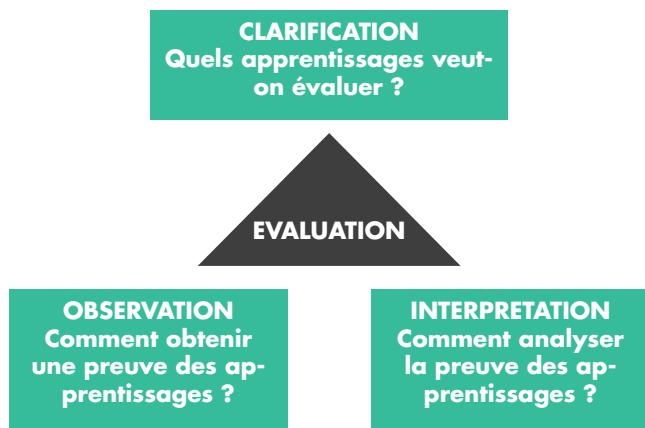 CLARIFICATION
Quels apprentissages veut-
on évaluer ?
EVALUATION
OBSERVATION
Comment obtenir
une preuve des ap-
prentissages ?
INTERPRETATION
Comment analyser
la preuve des ap-
prentissages ?